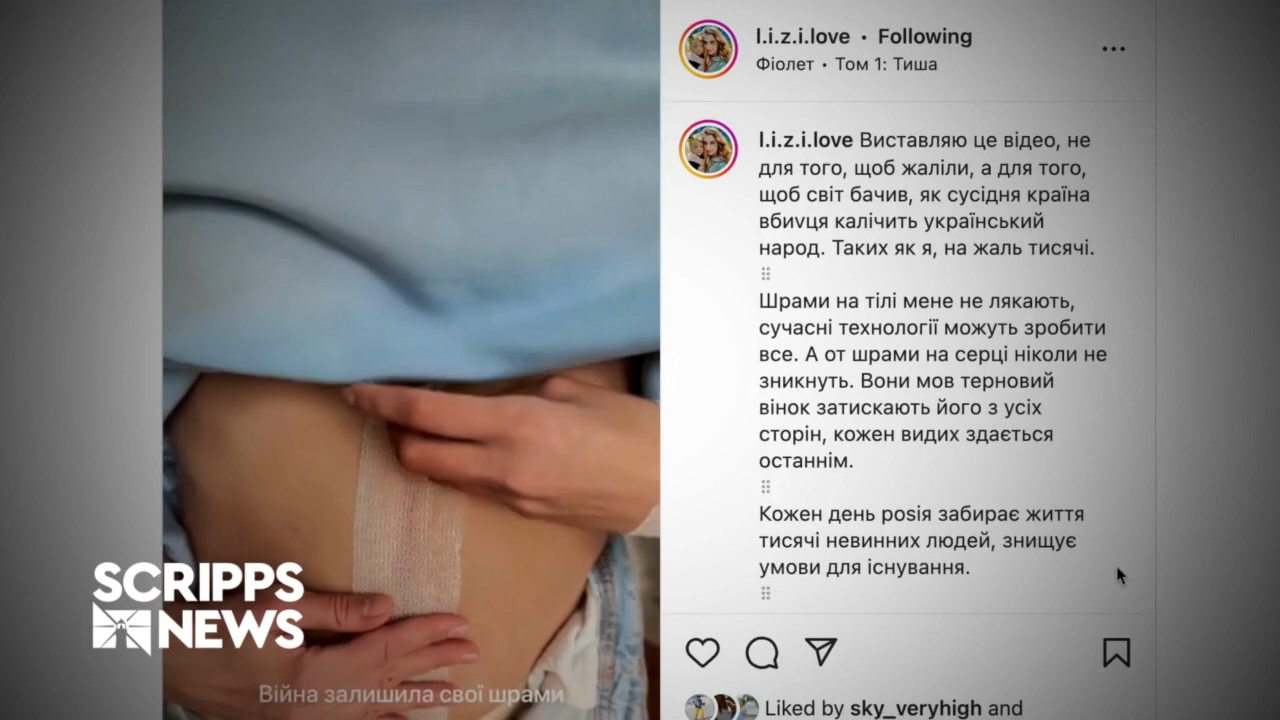 l.i.z.i.love • Following
Фіолет • Том 1: Тиша
l.i.z.i.love Виставляю це відео, не
для того, щоб жаліли, а для того,
щоб світ бачив, як сусідня країна
вбивця калічить український
народ. Таких як я, на жаль тисячі.
Шрами на тілі мене не лякають,
сучасні технології можуть зробити
все. А от шрами на серці ніколи не
зникнуть. Вони мов терновий
вінок затискають його з усіх
сторін, кожен видих здається
останнім.
Кожен день роsія забирає життя
тисячі невинних людей, знищує
умови для існування.
Liked by sky_veryhigh and
Війна залишила свої шрами
SCRIPPS
NEWS